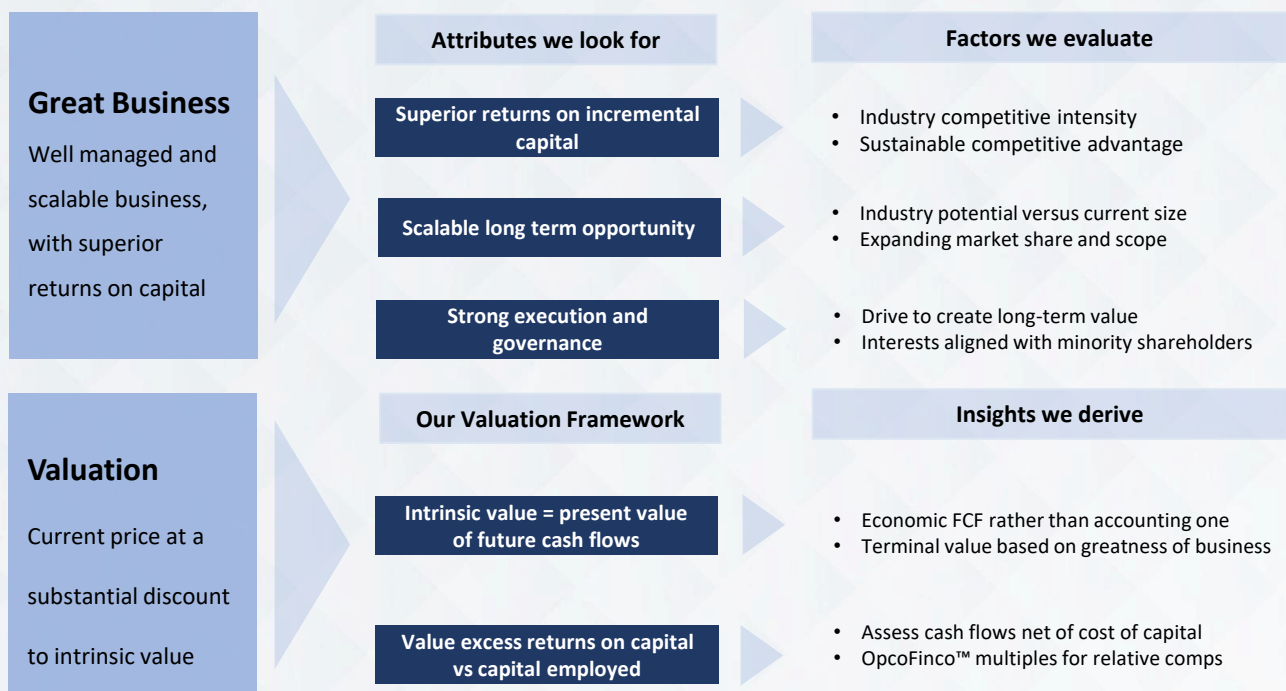 Great Business
Well managed and
scalable business,
with superior
returns on capital
Attributes we look for
Factors we evaluate
Superior returns on incremental
capital
• Industry competitive intensity
• Sustainable competitive advantage
Scalable long term opportunity
• Industry potential versus current size
• Expanding market share and scope
Strong execution and
governance
• Drive to create long-term value
• Interests aligned with minority shareholders
Valuation
Current price at a
substantial discount
to intrinsic value
Our Valuation Framework
Insights we derive
Intrinsic value = present value
of future cash flows
• Economic FCF rather than accounting one
• Terminal value based on greatness of business
Value excess returns on capital
vs capital employed
• Assess cash flows net of cost of capital
• OpcoFinco™ multiples for relative comps